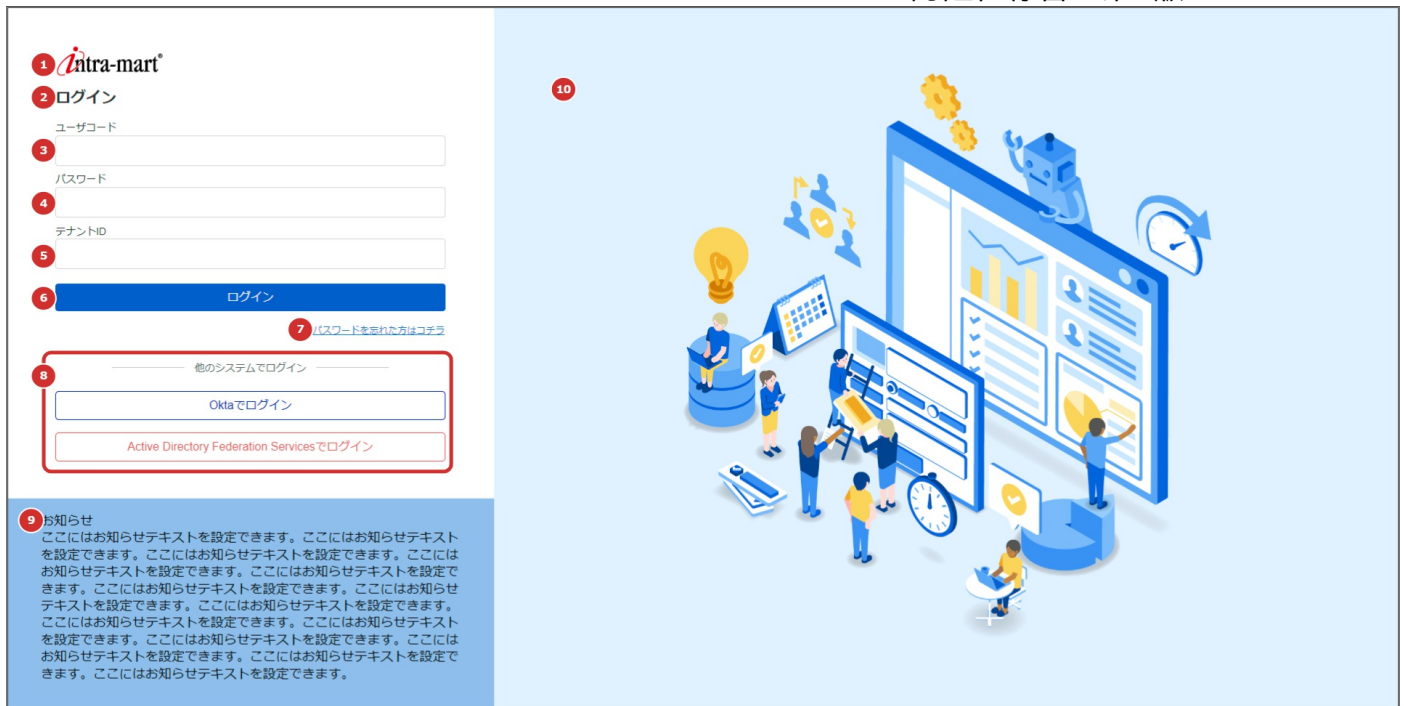 1 intra-mart®
2 ログイン
ユーザコード
3
パスワード
4
テナントID
5
6 ログイン
7 パスワードを忘れた方はコチラ
8 他のシステムでログイン
Oktaでログイン
Active Directory Federation Servicesでログイン
9 お知らせ
ここにはお知らせテキストを設定できます。ここにはお知らせテキスト
を設定できます。ここにはお知らせテキストを設定できます。ここには
お知らせテキストを設定できます。ここにはお知らせテキストを設定で
きます。ここにはお知らせテキストを設定できます。ここにはお知らせ
テキストを設定できます。ここにはお知らせテキストを設定できます。
ここにはお知らせテキストを設定できます。ここにはお知らせテキスト
を設定できます。ここにはお知らせテキストを設定できます。ここには
お知らせテキストを設定できます。ここにはお知らせテキストを設定で
きます。ここにはお知らせテキストを設定できます。
10